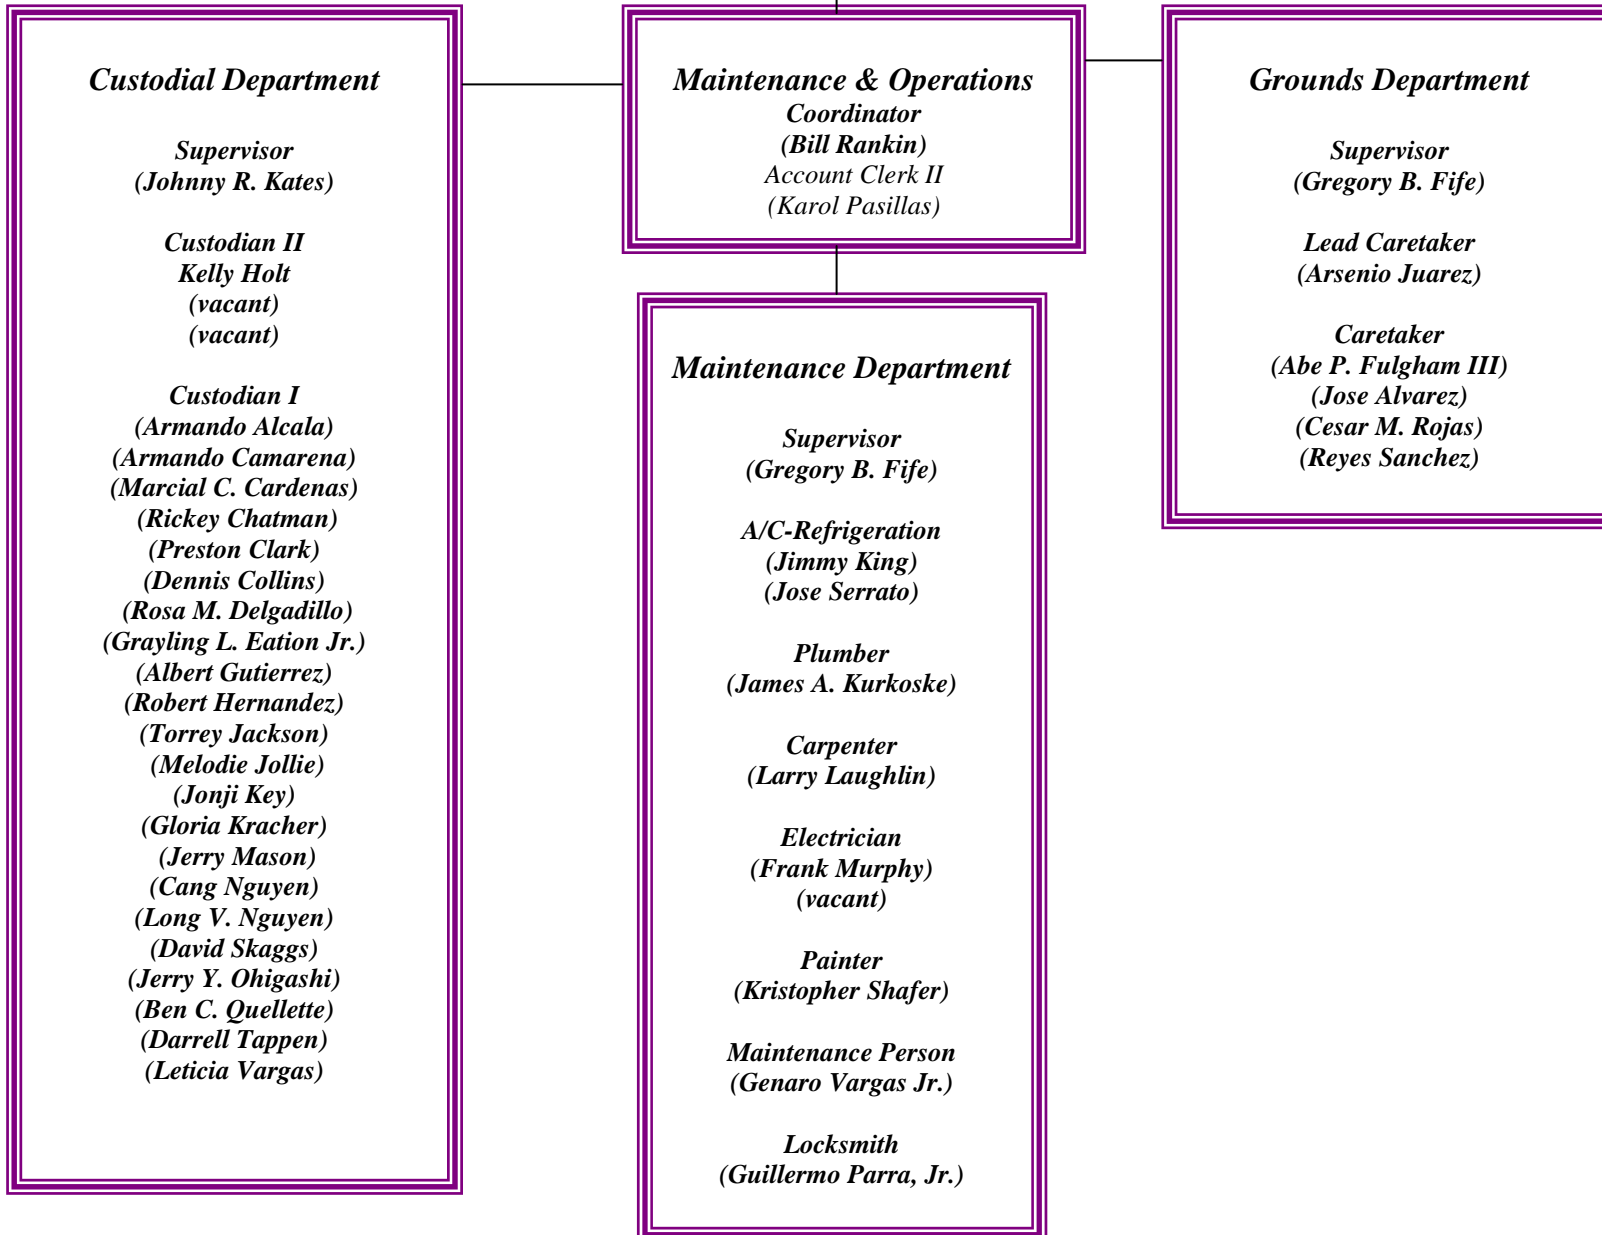 Custodial Department
Supervisor
(Johnny R. Kates)
Custodian II
Kelly Holt
(vacant)
(vacant)
Custodian I
(Armando Alcala)
(Armando Camarena)
(Marcial C. Cardenas)
(Rickey Chatman)
(Preston Clark)
(Dennis Collins)
(Rosa M. Delgadillo)
(Grayling L. Eation Jr.)
(Albert Gutierrez)
(Robert Hernandez)
(Torrey Jackson)
(Melodie Jollie)
(Jonji Key)
(Gloria Kracher)
(Jerry Mason)
(Cang Nguyen)
(Long V. Nguyen)
(David Skaggs)
(Jerry Y. Ohigashi)
(Ben C. Quellette)
(Darrell Tappen)
(Leticia Vargas)
Maintenance & Operations
Coordinator
(Bill Rankin)
Account Clerk II
(Karol Pasillas)
Maintenance Department
Supervisor
(Gregory B. Fife)
A/C-Refrigeration
(Jimmy King)
(Jose Serrato)
Plumber
(James A. Kurkoske)
Carpenter
(Larry Laughlin)
Electrician
(Frank Murphy)
(vacant)
Painter
(Kristopher Shafer)
Maintenance Person
(Genaro Vargas Jr.)
Locksmith
(Guillermo Parra, Jr.)
Grounds Department
Supervisor
(Gregory B. Fife)
Lead Caretaker
(Arsenio Juarez)
Caretaker
(Abe P. Fulgham III)
(Jose Alvarez)
(Cesar M. Rojas)
(Reyes Sanchez)